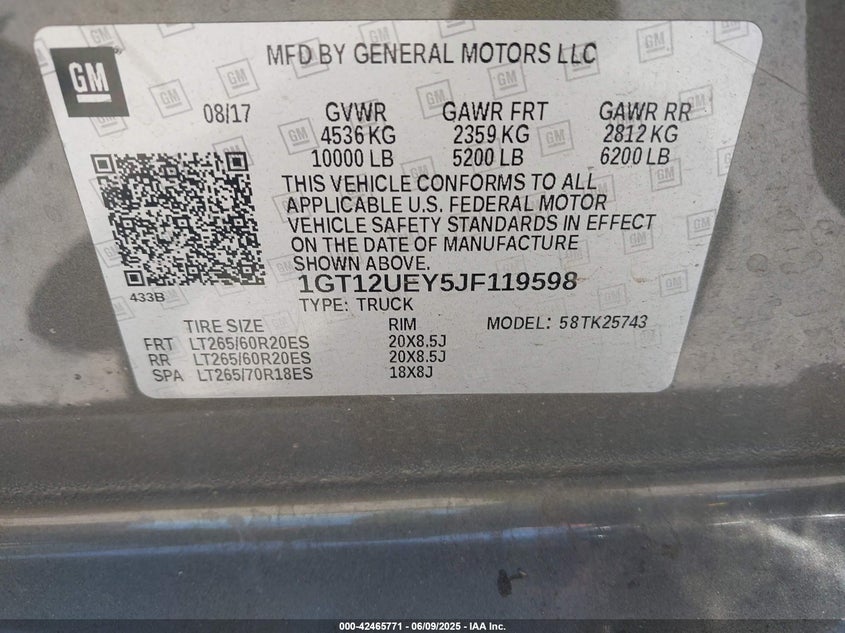 GM
MFD BY GENERAL MOTORS LLC
08/17 GVWR GAWR FRT GAWR RR
4536 KG 2359 KG 2812 KG
10000 LB 5200 LB 6200 LB
THIS VEHICLE CONFORMS TO ALL
APPLICABLE U.S. FEDERAL MOTOR
VEHICLE SAFETY STANDARDS IN EFFECT
ON THE DATE OF MANUFACTURE
SHOWN ABOVE.
433B
1GT12UEY5JF119598
TYPE: TRUCK
TIRE SIZE RIM MODEL: 58TK25743
FRT LT265/60R20ES 20X8.5J
RR LT265/60R20ES 20X8.5J
SPA LT265/70R18ES 18X8J
000-42465771 - 06/09/2025 - IAA Inc.